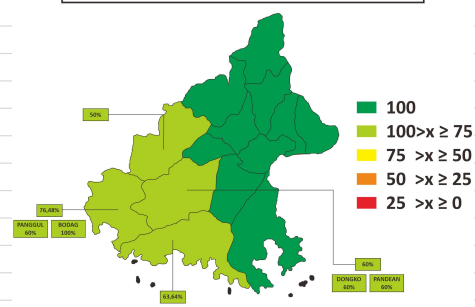 50%
100
100>x ≥ 75
75 >x ≥ 50
50 >x ≥ 25
25 >x ≥ 0
76,48%
PANGGUL
60%
BODAG
100%
63,64%
60%
DONGKO
60%
PANDEAN
60%